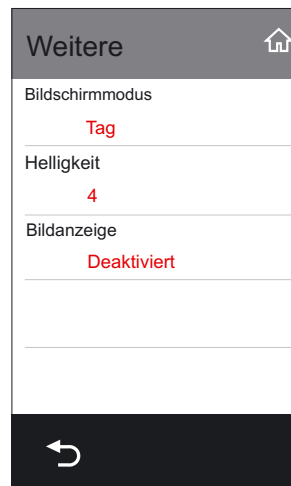 Weitere
Bildschirmmodus
Tag
Helligkeit
4
Bildanzeige
Deaktiviert